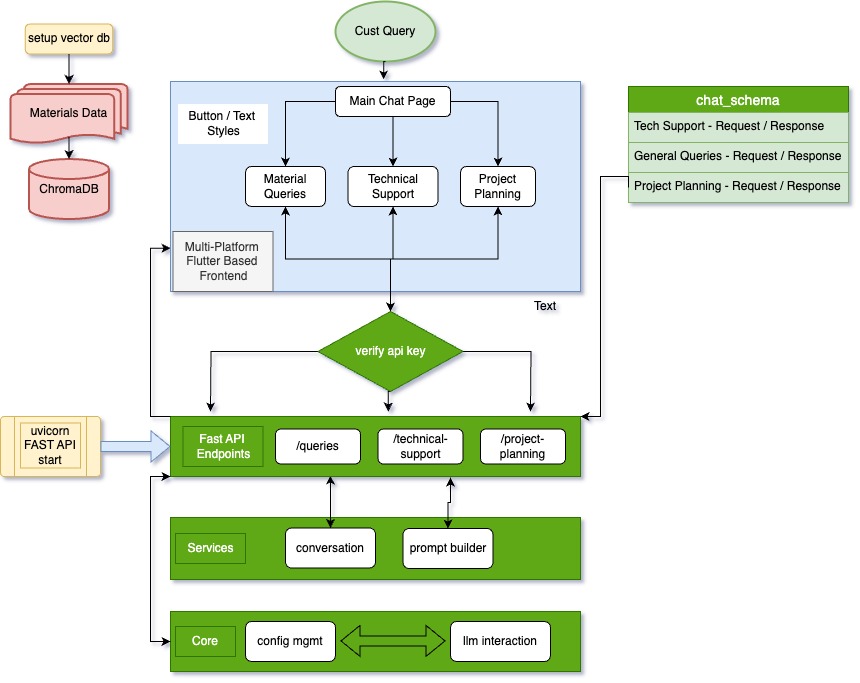 setup vector db
Cust Query
Materials Data
ChromaDB
Main Chat Page
Button / Text
Styles
Material
Queries
Technical
Support
Project
Planning
Multi-Platform
Flutter Based
Frontend
chat_schema
Tech Support - Request / Response
General Queries - Request / Response
Project Planning - Request / Response
Text
verify api key
uvicorn
FAST API
start
Fast API
Endpoints
/queries
/technical-
support
/project-
planning
Services
conversation
prompt builder
Core
config mgmt
llm interaction